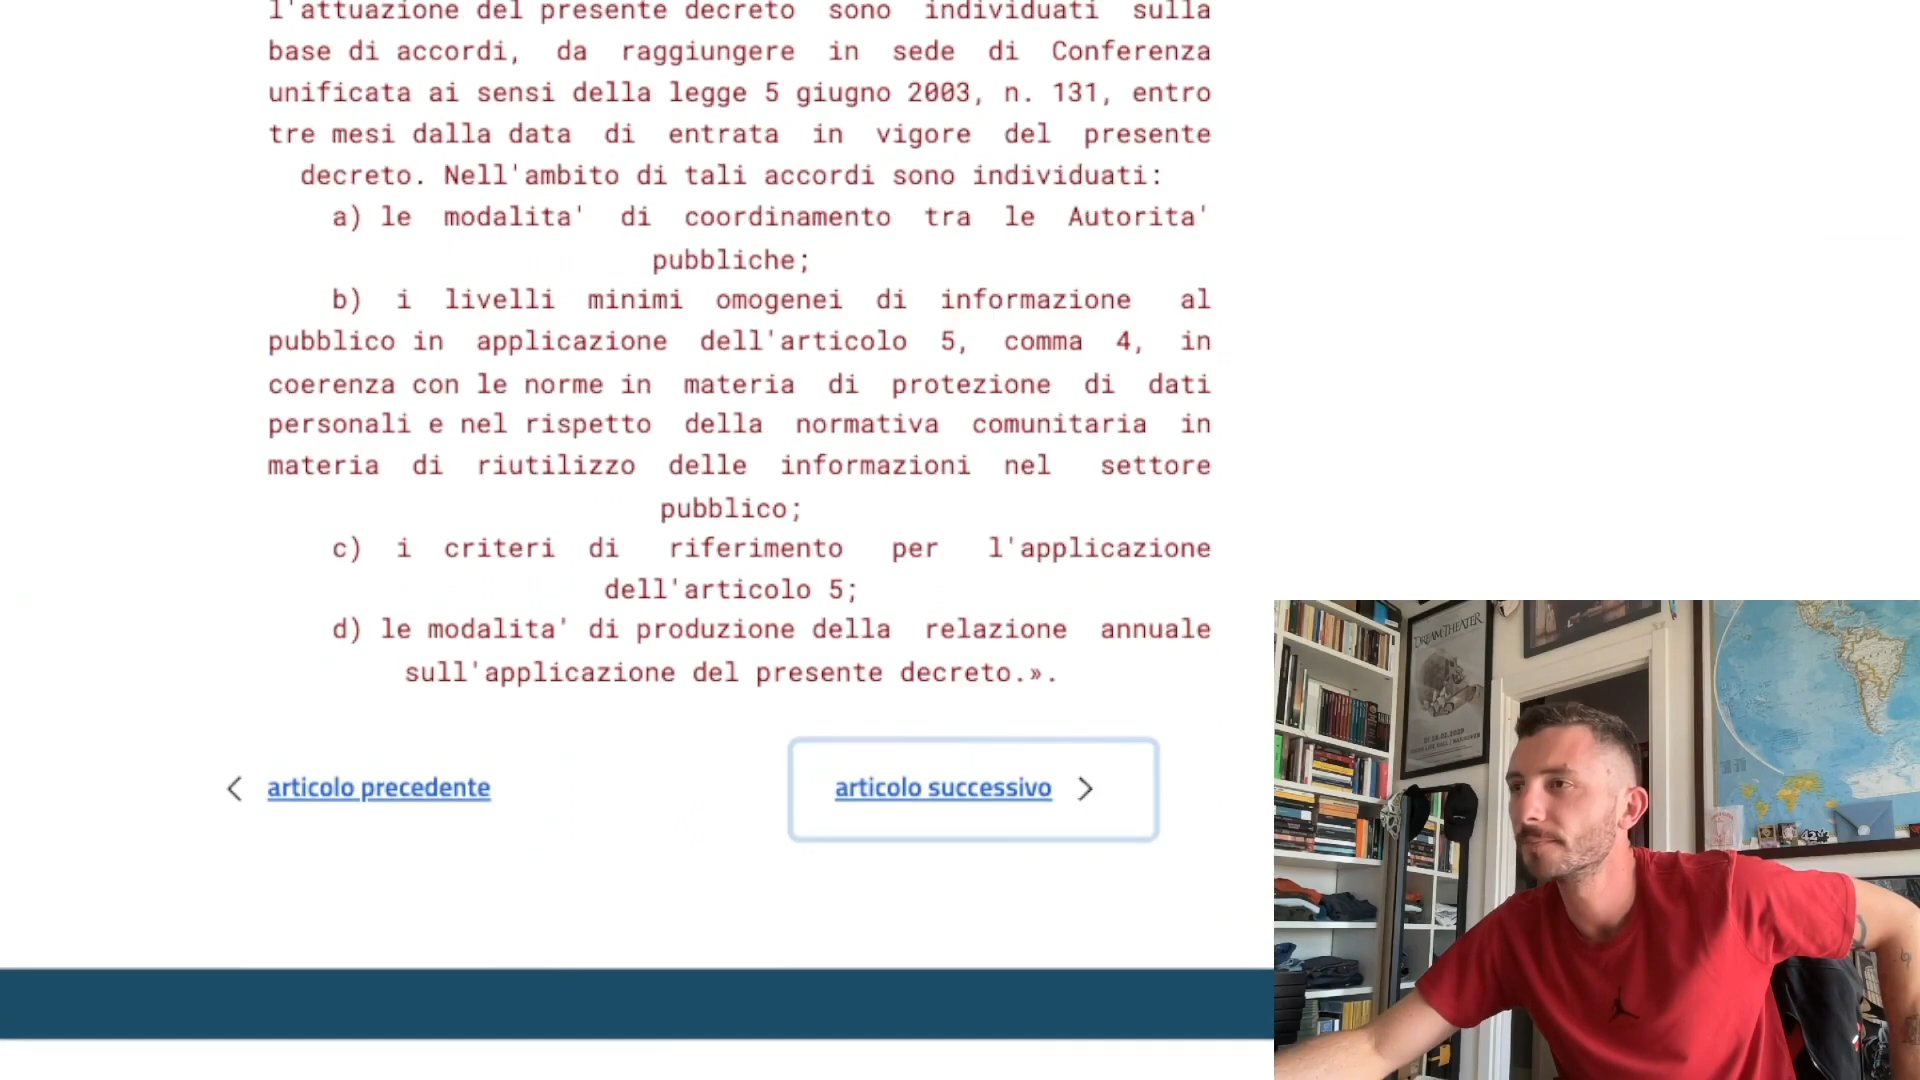 l'attuazione del presente decreto sono individuati sulla
base di accordi, da raggiungere in sede di Conferenza
unificata ai sensi della legge 5 giugno 2003, n. 131, entro
tre mesi dalla data di entrata in vigore del presente
decreto. Nell'ambito di tali accordi sono individuati:
a) le modalita' di coordinamento tra le Autorita'
pubbliche;
b) i livelli minimi omogenei di informazione al
pubblico in applicazione dell'articolo 5, comma 4, in
coerenza con le norme in materia di protezione di dati
personali e nel rispetto della normativa comunitaria in
materia di riutilizzo delle informazioni nel settore
pubblico;
c) i criteri di riferimento per l'applicazione
dell'articolo 5;
d) le modalita' di produzione della relazione annuale
sull'applicazione del presente decreto.».
articolo precedente
articolo successivo
DREAM THEATER